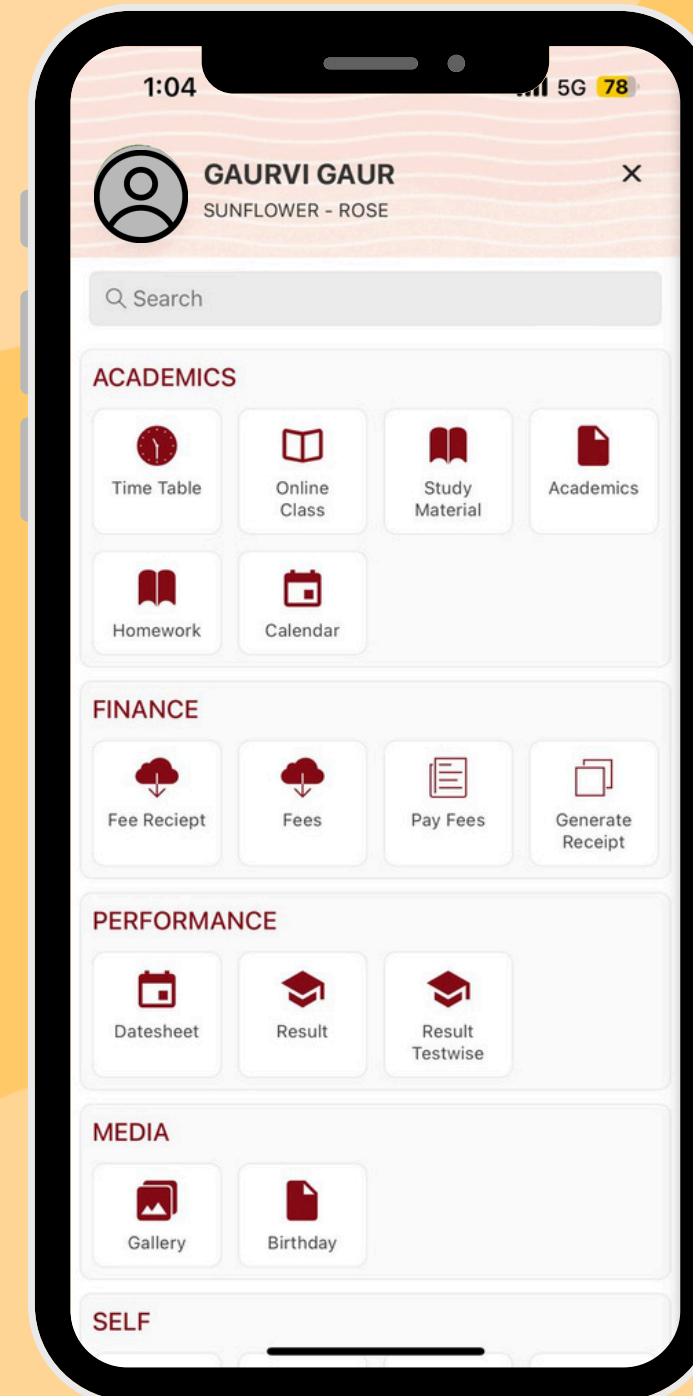 1:04
5G 78
GAURVI GAUR
SUNFLOWER - ROSE
Search
ACADEMICS
Time Table
Online
Class
Study
Material
Academics
Homework
Calendar
FINANCE
Fee Reciept
Fees
Pay Fees
Generate
Receipt
PERFORMANCE
Datesheet
Result
Result
Testwise
MEDIA
Gallery
Birthday
SELF